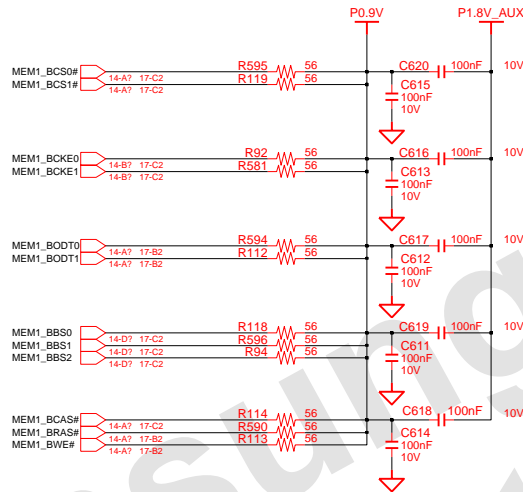 P0.9V P1.8V_AUX
MEM1_BCS0# R595 56 C620 100nF 10V
14-A? 17-C2
MEM1_BCS1# R119 56 C615
14-A? 17-C2 100nF
10V
MEM1_BCKE0 R92 56 C616 100nF 10V
14-B? 17-C2
MEM1_BCKE1 R581 56 C613
14-B? 17-C2 100nF
10V
MEM1_BODT0 R594 56 C617 100nF 10V
14-A? 17-B2
MEM1_BODT1 R112 56 C612
14-A? 17-B2 100nF
10V
MEM1_BBS0 R118 56 C619 100nF 10V
14-D? 17-C2
MEM1_BBS1 R596 56 C611
14-D? 17-C2 100nF
MEM1_BBS2 R94 56 10V
14-D? 17-C2
MEM1_BCAS# R114 56 C618 100nF 10V
14-A? 17-C2
MEM1_BRAS# R590 56 C614
14-A? 17-B2 100nF
MEM1_BWE# R113 56 10V
14-A? 17-B2